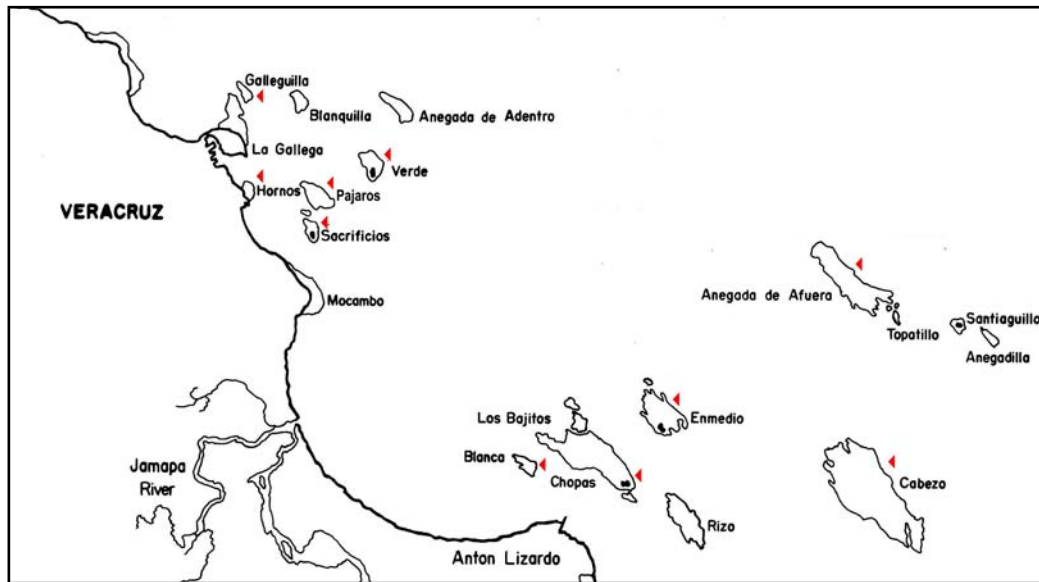 Galleguilla
Blanquilla
Anegada de Adentro
La Gallega
Verde
Hornos
Pajaros
VERACRUZ
Sacrificios
Mocambo
Anegada de Afuera
Topatillo
Santiaguillo
Anegadilla
Los Bajitos
Enmedio
Blanca
Chopas
Jamapa
River
Cabezo
Rizo
Anton Lizardo